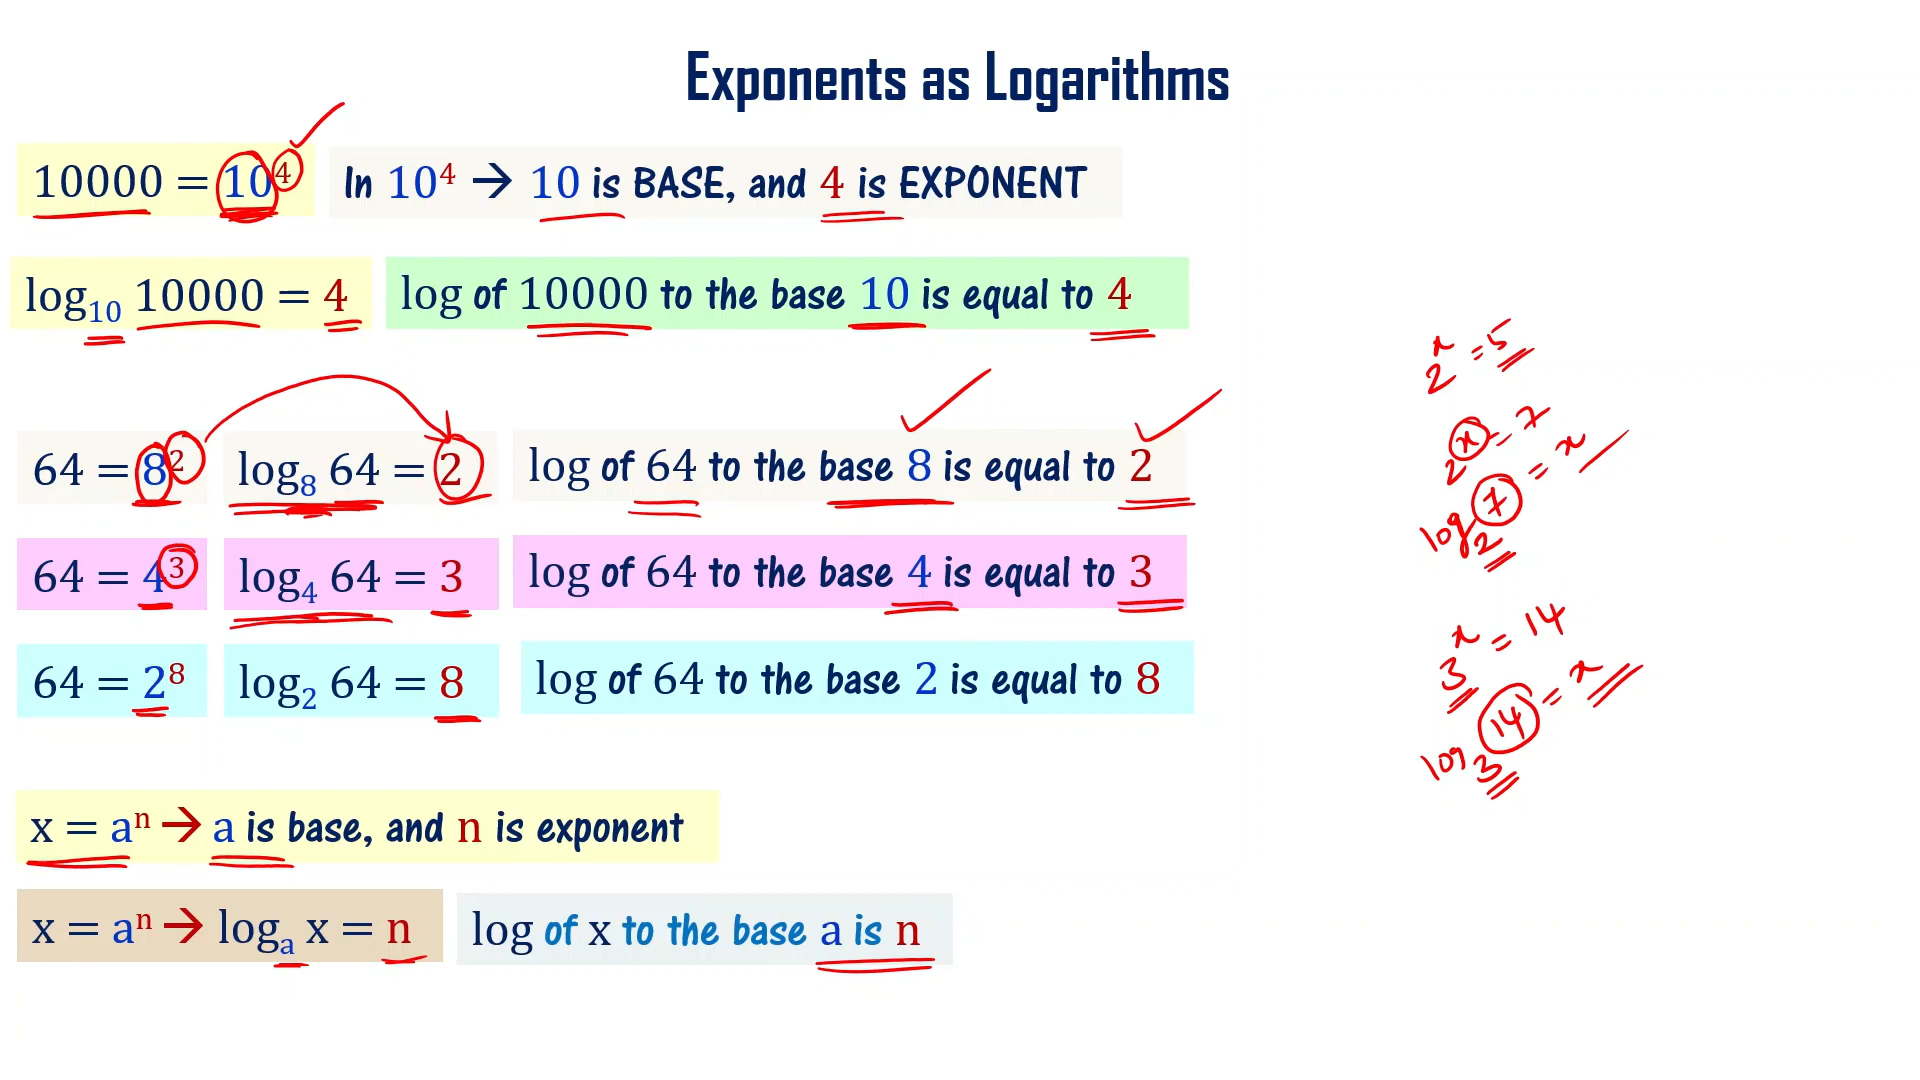 Exponents as Logarithms
10000 = 10⁴ In 10⁴ → 10 is BASE, and 4 is EXPONENT
log₁₀ 10000 = 4 log of 10000 to the base 10 is equal to 4
64 = 8² log₈ 64 = 2 log of 64 to the base 8 is equal to 2
64 = 4³ log₄ 64 = 3 log of 64 to the base 4 is equal to 3
64 = 2⁸ log₂ 64 = 8 log of 64 to the base 2 is equal to 8
x = aⁿ → a is base, and n is exponent
x = aⁿ → logₐ x = n log of x to the base a is n
2ˣ = 5
2ˣ = 7
log₂ 7 = x
3ˣ = 14
log₃ 14 = x